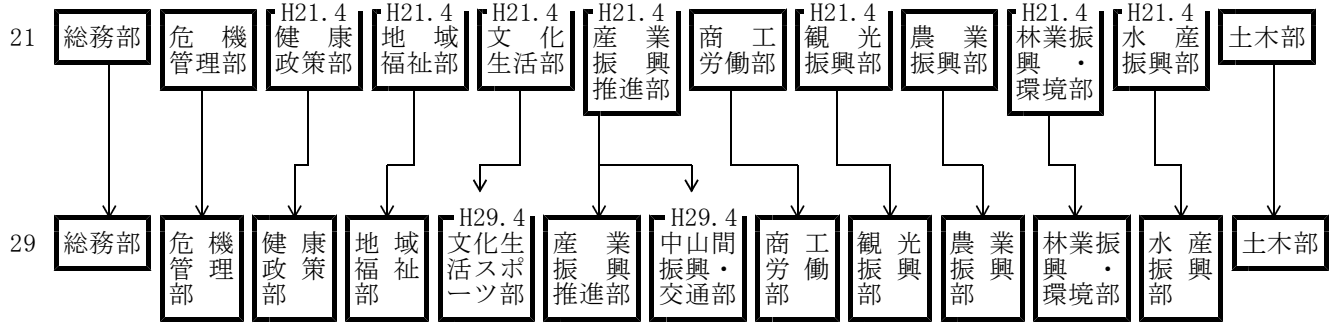 H21.4 H21.4 H21.4 H21.4 H21.4 H21.4 H21.4
21
総務部
危機
管理部
健康
政策部
地域
福祉部
文化
生活部
産業
振興
推進部
商工
労働部
観光
振興部
農業
振興部
林業振
興・
環境部
水産
振興部
土木部
H29.4 H29.4
29
総務部
危機
管理
部
健康
政策
部
地域
福祉
部
文化生
活スポ
ーツ部
産業
振興
推進部
中山間
振興・
交通部
商工
労働
部
観光
振興
部
農業
振興
部
林業振
興・
環境部
水産
振興
部
土木部